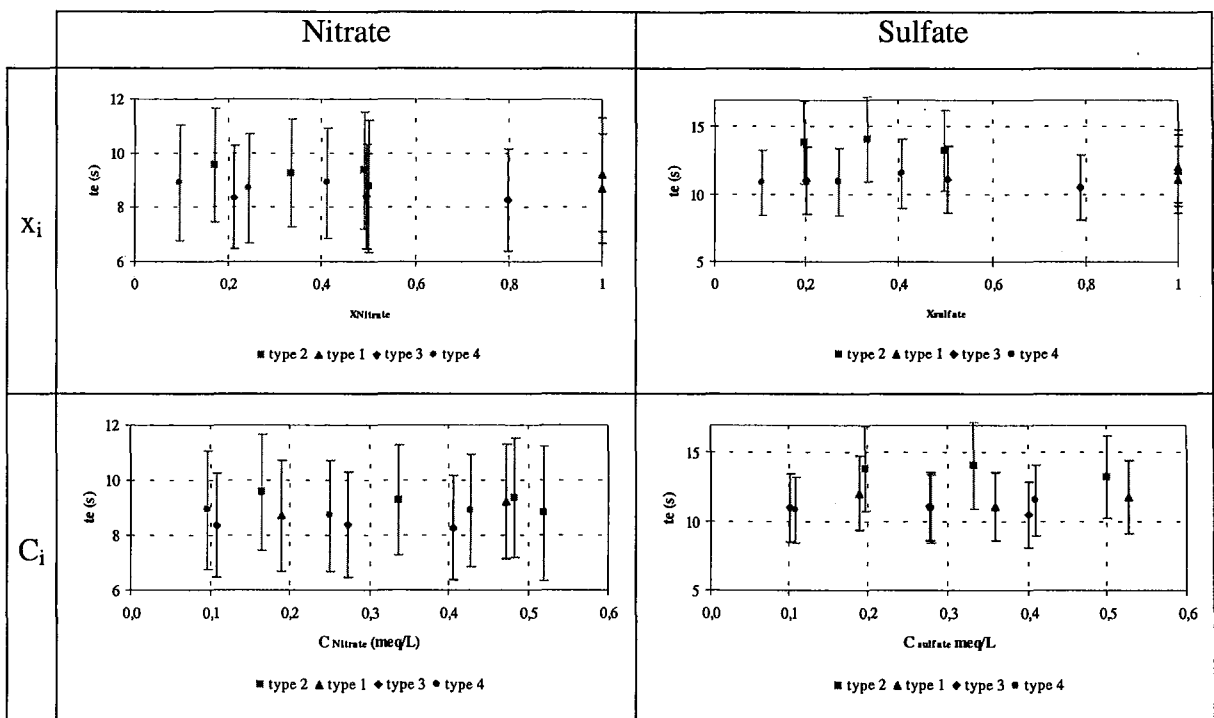 Nitrate Sulfate
Xi
12
10
8
6
te (s)
0,2 0,4 0,6 0,8 1
XNitrate
■ type 2 ▲ type 1 ◆ type 3 ● type 4
15
10
5
te (s)
0 0,2 0,4 0,6 0,8 1
Xsulfate
■ type 2 ▲ type 1 ◆ type 3 ● type 4
Ci
12
10
8
6
te (s)
0,0 0,1 0,2 0,3 0,4 0,5 0,6
C Nitrate (meq/L)
■ type 2 ▲ type 1 ◆ type 3 ● type 4
15
10
5
te (s)
0,0 0,1 0,2 0,3 0,4 0,5 0,6
C sulfate meq/L
■ type 2 ▲ type 1 ◆ type 3 ● type 4